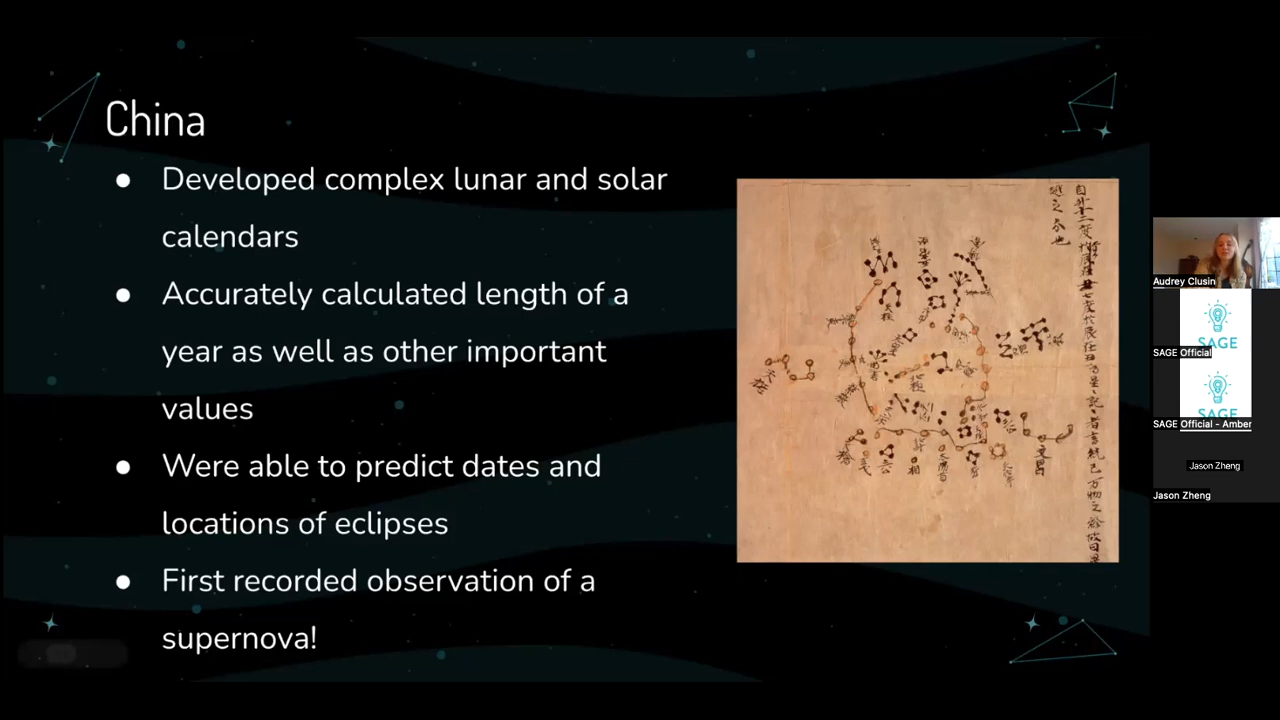 China
● Developed complex lunar and solar
calendars
● Accurately calculated length of a
year as well as other important
values
● Were able to predict dates and
locations of eclipses
● First recorded observation of a
supernova!
Audrey Clusin
SAGE
SAGE Official
SAGE
SAGE Official - Amber
Jason Zheng
Jason Zheng